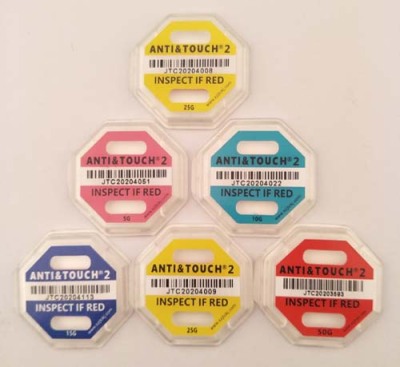 ANTI&TOUCH® 2
JTC20204008
INSPECT IF RED
25G
ANTI&TOUCH® 2
JTC20204051
INSPECT IF RED
5G
ANTI&TOUCH® 2
JTC20204022
INSPECT IF RED
10G
ANTI&TOUCH® 2
JTC20204113
INSPECT IF RED
15G
ANTI&TOUCH® 2
JTC20204009
INSPECT IF RED
25G
ANTI&TOUCH® 2
JTC20203593
INSPECT IF RED
50G